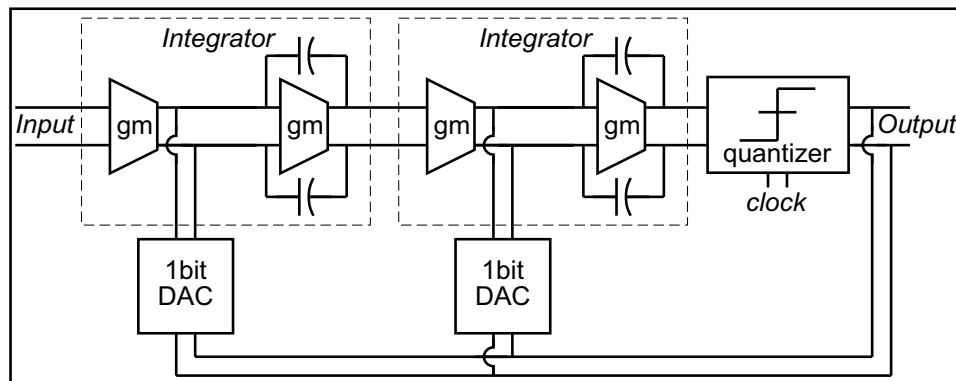 Integrator
Integrator
Input
gm
gm
gm
gm
quantizer
Output
clock
1bit
DAC
1bit
DAC